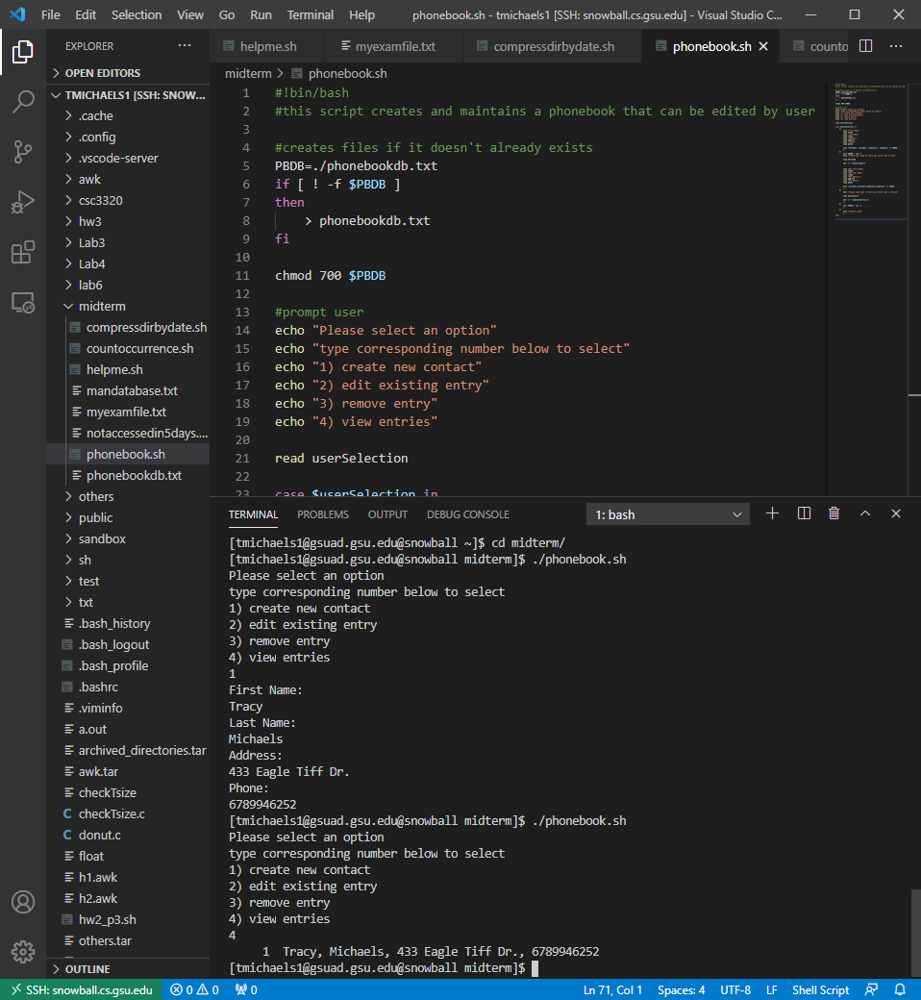 File Edit Selection View Go Run Terminal Help phonebook.sh - tmichaels1 [SSH: snowball.cs.gsu.edu] - Visual Studio C...
EXPLORER
OPEN EDITORS
TMICHAELS1 [SSH: SNOW...
.cache
.config
.vscode-server
awk
csc3320
hw3
Lab3
Lab4
lab6
midterm
compressdirbydate.sh
countoccurrence.sh
helpme.sh
mandatabase.txt
myexamfile.txt
notaccessedin5days....
phonebook.sh
phonebookdb.txt
others
public
sandbox
sh
test
txt
.bash_history
.bash_logout
.bash_profile
.bashrc
.viminfo
a.out
archived_directories.tar
awk.tar
checkTsize
C checkTsize.c
C donut.c
float
h1.awk
h2.awk
hw2_p3.sh
others.tar
OUTLINE
helpme.sh myexamfile.txt compressdirbydate.sh phonebook.sh counto
midterm > phonebook.sh
1 #!bin/bash
2 #this script creates and maintains a phonebook that can be edited by user
3
4 #creates files if it doesn't already exists
5 PBDB=./phonebookdb.txt
6 if [ ! -f $PBDB ]
7 then
8 > phonebookdb.txt
9 fi
10
11 chmod 700 $PBDB
12
13 #prompt user
14 echo "Please select an option"
15 echo "type corresponding number below to select"
16 echo "1) create new contact"
17 echo "2) edit existing entry"
18 echo "3) remove entry"
19 echo "4) view entries"
20
21 read userSelection
22
23 case $userSelection in
TERMINAL PROBLEMS OUTPUT DEBUG CONSOLE 1: bash
[tmichaels1@gsuad.gsu.edu@snowball ~]$ cd midterm/
[tmichaels1@gsuad.gsu.edu@snowball midterm]$ ./phonebook.sh
Please select an option
type corresponding number below to select
1) create new contact
2) edit existing entry
3) remove entry
4) view entries
1
First Name:
Tracy
Last Name:
Michaels
Address:
433 Eagle Tiff Dr.
Phone:
6789946252
[tmichaels1@gsuad.gsu.edu@snowball midterm]$ ./phonebook.sh
Please select an option
type corresponding number below to select
1) create new contact
2) edit existing entry
3) remove entry
4) view entries
4
1 Tracy, Michaels, 433 Eagle Tiff Dr., 6789946252
[tmichaels1@gsuad.gsu.edu@snowball midterm]$
SSH: snowball.cs.gsu.edu 0 0 0 Ln 71, Col 1 Spaces: 4 UTF-8 LF Shell Script